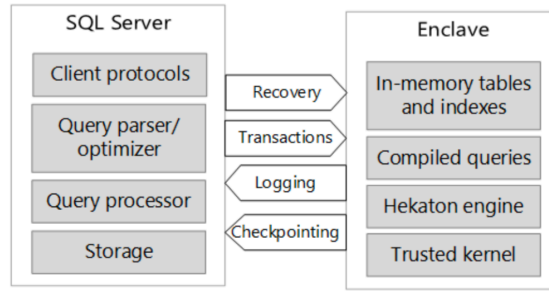 SQL Server
Client protocols
Query parser/
optimizer
Query processor
Storage
Recovery
Transactions
Logging
Checkpointing
Enclave
In-memory tables
and indexes
Compiled queries
Hekaton engine
Trusted kernel